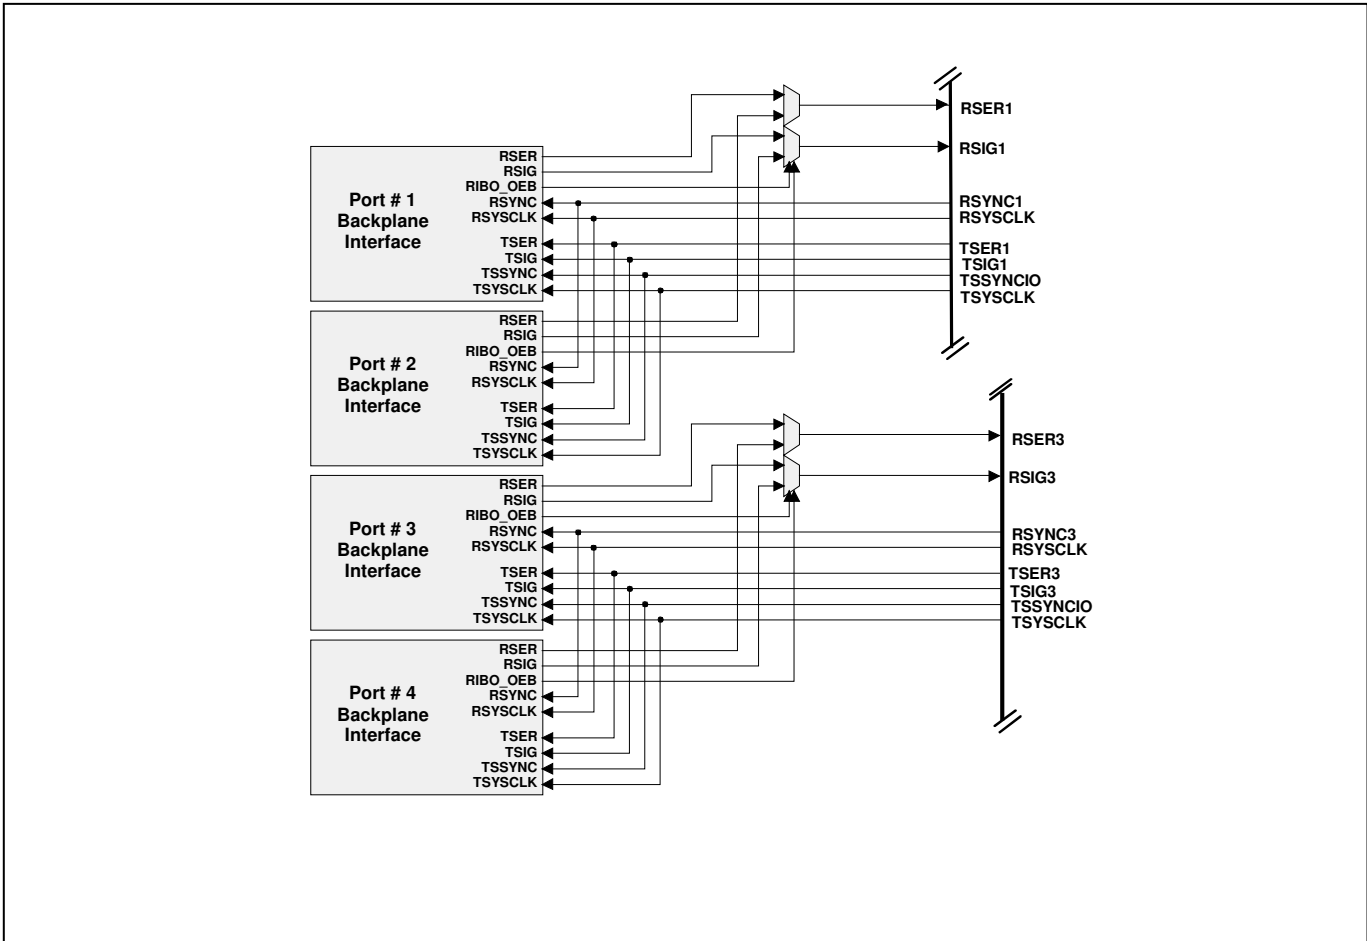 Port # 1
Backplane
Interface
RSER
RSIG
RIBO_OEB
RSYNC
RSYSCLK
TSER
TSIG
TSSYNC
TSYSCLK
RSER1
RSIG1
RSYNC1
RSYSCLK
TSER1
TSIG1
TSSYNCIO
TSYSCLK
Port # 2
Backplane
Interface
RSER
RSIG
RIBO_OEB
RSYNC
RSYSCLK
TSER
TSIG
TSSYNC
TSYSCLK
Port # 3
Backplane
Interface
RSER
RSIG
RIBO_OEB
RSYNC
RSYSCLK
TSER
TSIG
TSSYNC
TSYSCLK
RSER3
RSIG3
RSYNC3
RSYSCLK
TSER3
TSIG3
TSSYNCIO
TSYSCLK
Port # 4
Backplane
Interface
RSER
RSIG
RIBO_OEB
RSYNC
RSYSCLK
TSER
TSIG
TSSYNC
TSYSCLK